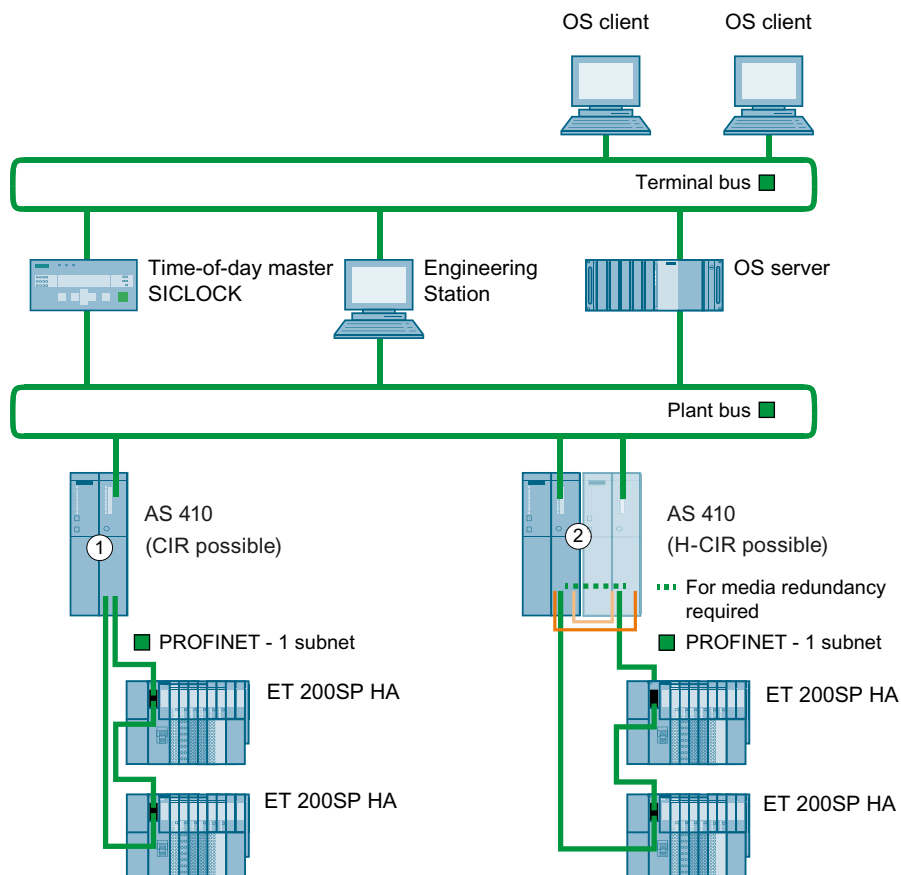 OS client
OS client
Terminal bus
Time-of-day master
SICLOCK
Engineering
Station
OS server
Plant bus
1
AS 410
(CIR possible)
2
AS 410
(H-CIR possible)
For media redundancy
required
PROFINET - 1 subnet
PROFINET - 1 subnet
ET 200SP HA
ET 200SP HA
ET 200SP HA
ET 200SP HA